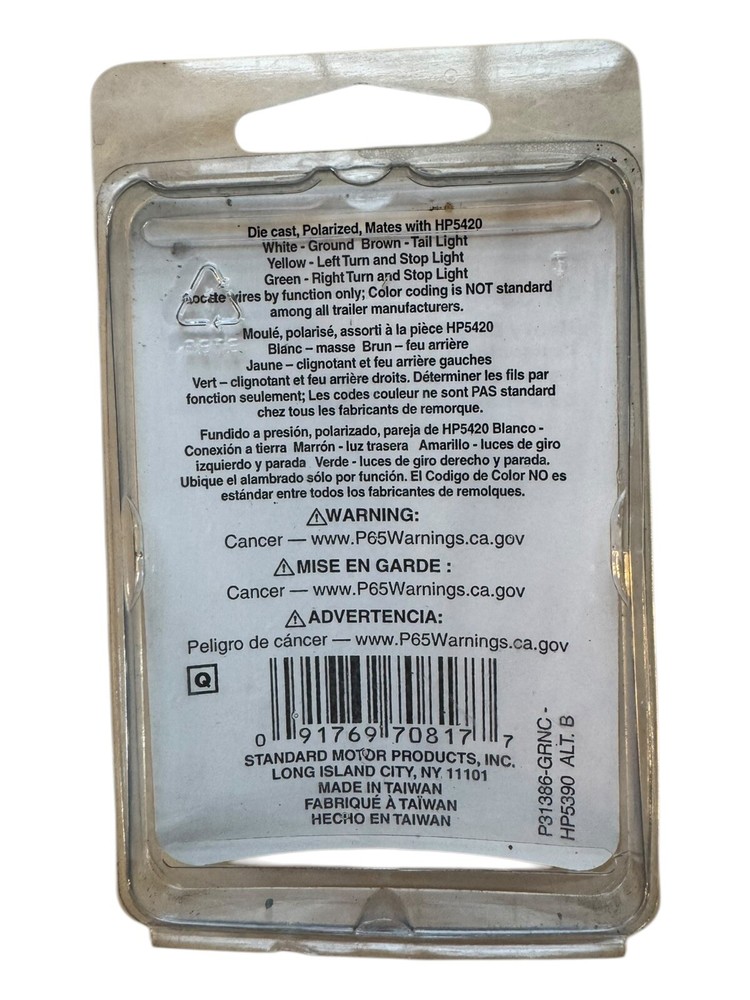 Die cast, Polarized, Mates with HP5420
White - Ground Brown - Tail Light
Yellow - Left Turn and Stop Light
Green - Right Turn and Stop Light
Locate wires by function only; Color coding is NOT standard
among all trailer manufacturers.
Moulé, polarisé, assorti à la pièce HP5420
Blanc – masse Brun – feu arrière
Jaune – clignotant et feu arrière gauches
Vert – clignotant et feu arrière droits. Déterminer les fils par
fonction seulement; Les codes couleur ne sont PAS standard
chez tous les fabricants de remorque.
Fundido a presión, polarizado, pareja de HP5420 Blanco -
Conexión a tierra Marrón - luz trasera Amarillo - luces de giro
izquierdo y parada Verde - luces de giro derecho y parada.
Ubique el alambrado sólo por función. El Codigo de Color NO es
estándar entre todos los fabricantes de remolques.
⚠WARNING:
Cancer — www.P65Warnings.ca.gov
⚠MISE EN GARDE :
Cancer — www.P65Warnings.ca.gov
⚠ADVERTENCIA:
Peligro de cáncer — www.P65Warnings.ca.gov
Q
0 91769 70817 7
STANDARD MOTOR PRODUCTS, INC.
LONG ISLAND CITY, NY 11101
MADE IN TAIWAN
FABRIQUÉ À TAÏWAN
HECHO EN TAIWAN
P31386-GRNC -
HP5390 ALT. B